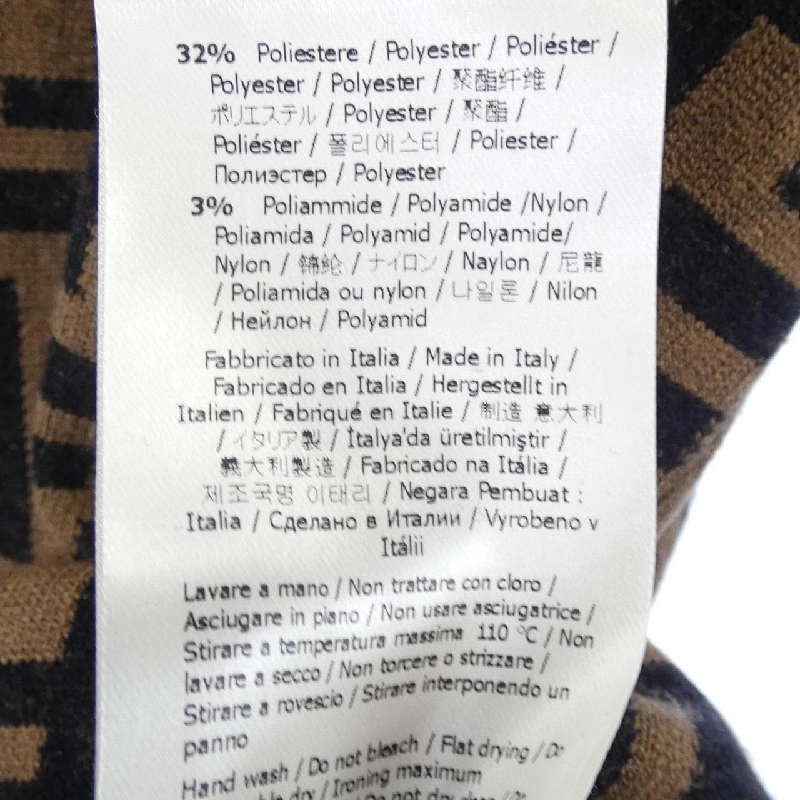 32% Poliestere / Polyester / Poliéster /
Polyester / Polyester / 聚酯纤维 /
ポリエステル / Polyester / 聚酯 /
Poliéster / 폴리에스터 / Poliester /
Полиэстер / Polyester
3% Poliammide / Polyamide /Nylon /
Poliamida / Polyamid / Polyamide/
Nylon / 锦纶 / ナイロン / Naylon / 尼龍
/ Poliamida ou nylon / 나일론 / Nilon
/ Нейлон / Polyamid
Fabbricato in Italia / Made in Italy /
Fabricado en Italia / Hergestellt in
Italien / Fabriqué en Italie / 制造 意大利
/ イタリア製 / İtalya'da üretilmiştir /
義大利製造 / Fabricado na Itália /
제조국명 이태리 / Negara Pembuat :
Italia / Сделано в Италии / Vyrobeno v
Itálii
Lavare a mano / Non trattare con cloro /
Asciugare in piano / Non usare asciugatrice /
Stirare a temperatura massima 110 °C / Non
lavare a secco / Non torcere o strizzare /
Stirare a rovescio / Stirare interponendo un
panno
Hand wash / Do not bleach / Flat drying / Do
dry / Ironing maximum